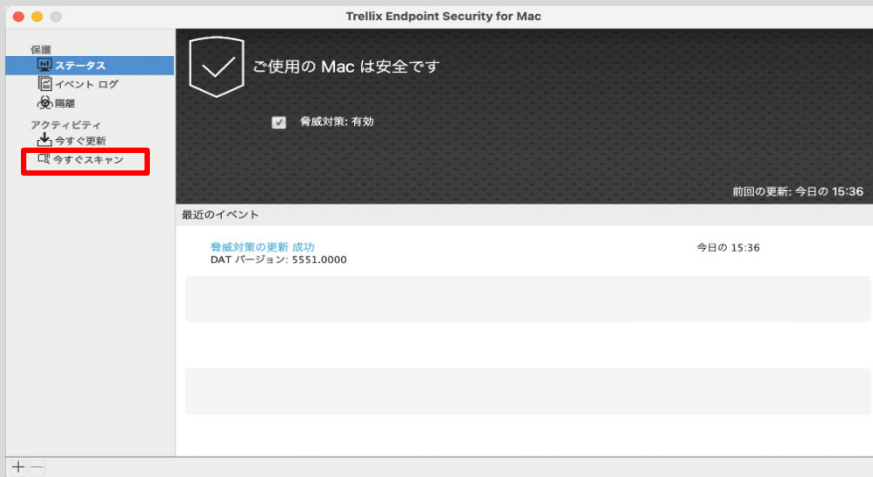 Trellix Endpoint Security for Mac
保護
ステータス
イベント ログ
隔離
アクティビティ
今すぐ更新
今すぐスキャン
ご使用の Mac は安全です
脅威対策: 有効
前回の更新: 今日の 15:36
最近のイベント
脅威対策の更新 成功
今日の 15:36
DAT バージョン: 5551.0000